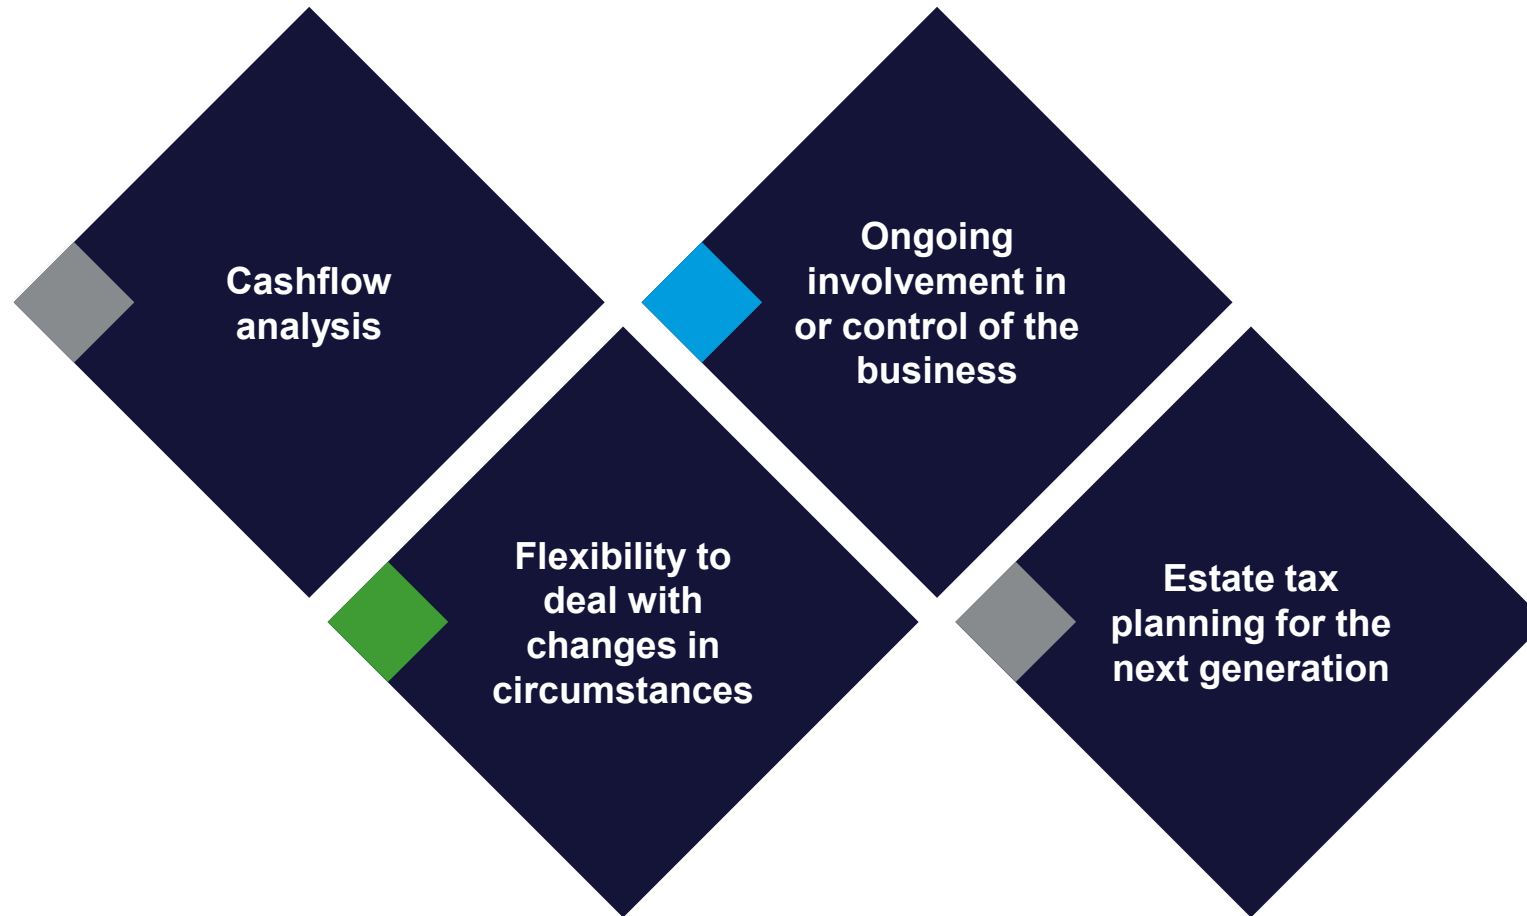 Cashflow
analysis
Ongoing
involvement in
or control of the
business
Flexibility to
deal with
changes in
circumstances
Estate tax
planning for the
next generation